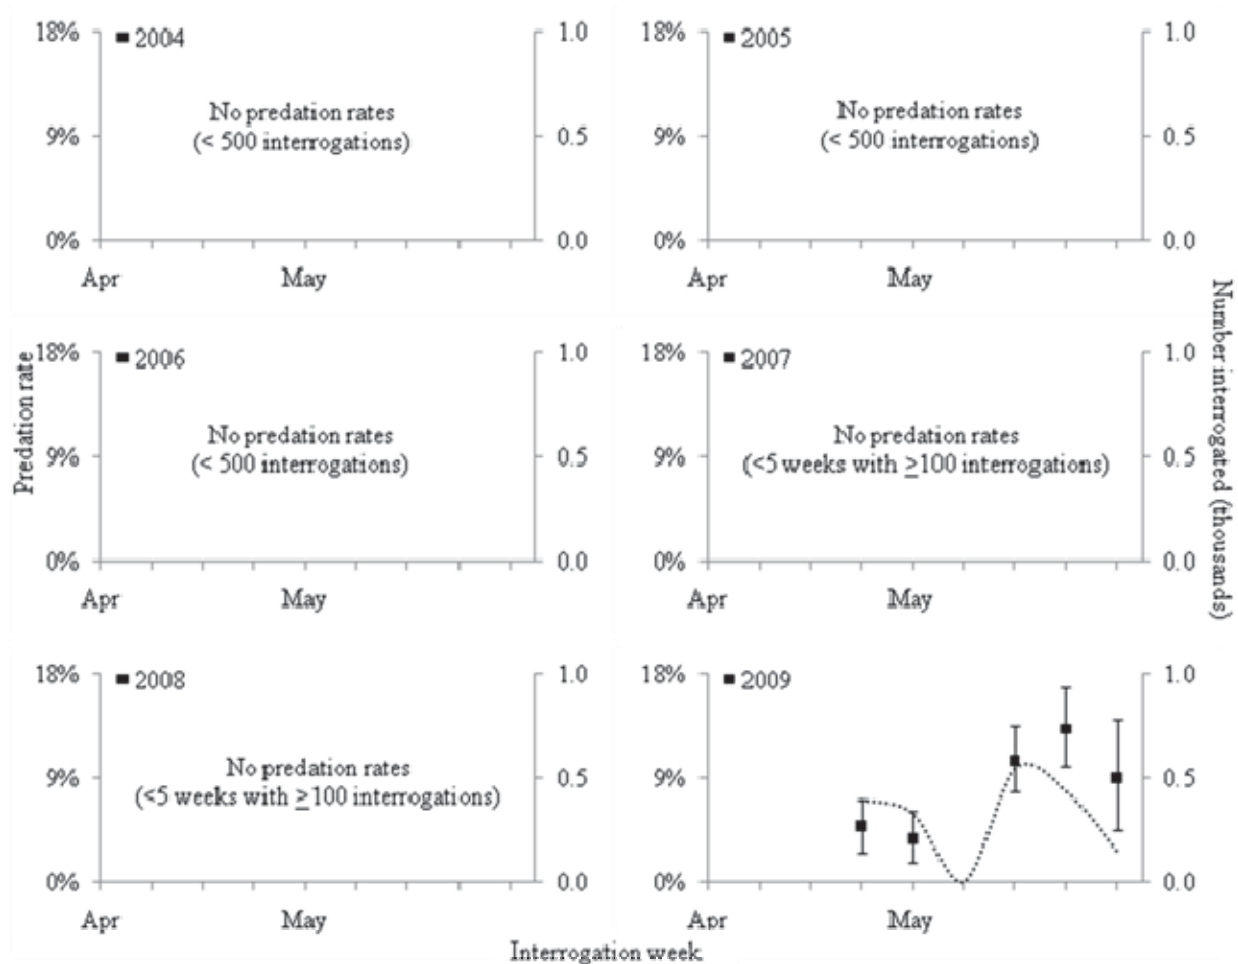 18%
■ 2004
1.0
No predation rates
(< 500 interrogations)
9%
0.5
0%
0.0
Apr
May
18%
■ 2005
1.0
No predation rates
(< 500 interrogations)
9%
0.5
0%
0.0
Apr
May
Predation rate
18%
■ 2006
1.0
No predation rates
(< 500 interrogations)
9%
0.5
0%
0.0
Apr
May
18%
■ 2007
1.0
No predation rates
(<5 weeks with ≥100 interrogations)
9%
0.5
0%
0.0
Apr
May
Number interrogated (thousands)
18%
■ 2008
1.0
No predation rates
(<5 weeks with ≥100 interrogations)
9%
0.5
0%
0.0
Apr
May
18%
■ 2009
1.0
9%
0.5
0%
0.0
Apr
May
Interrogation week